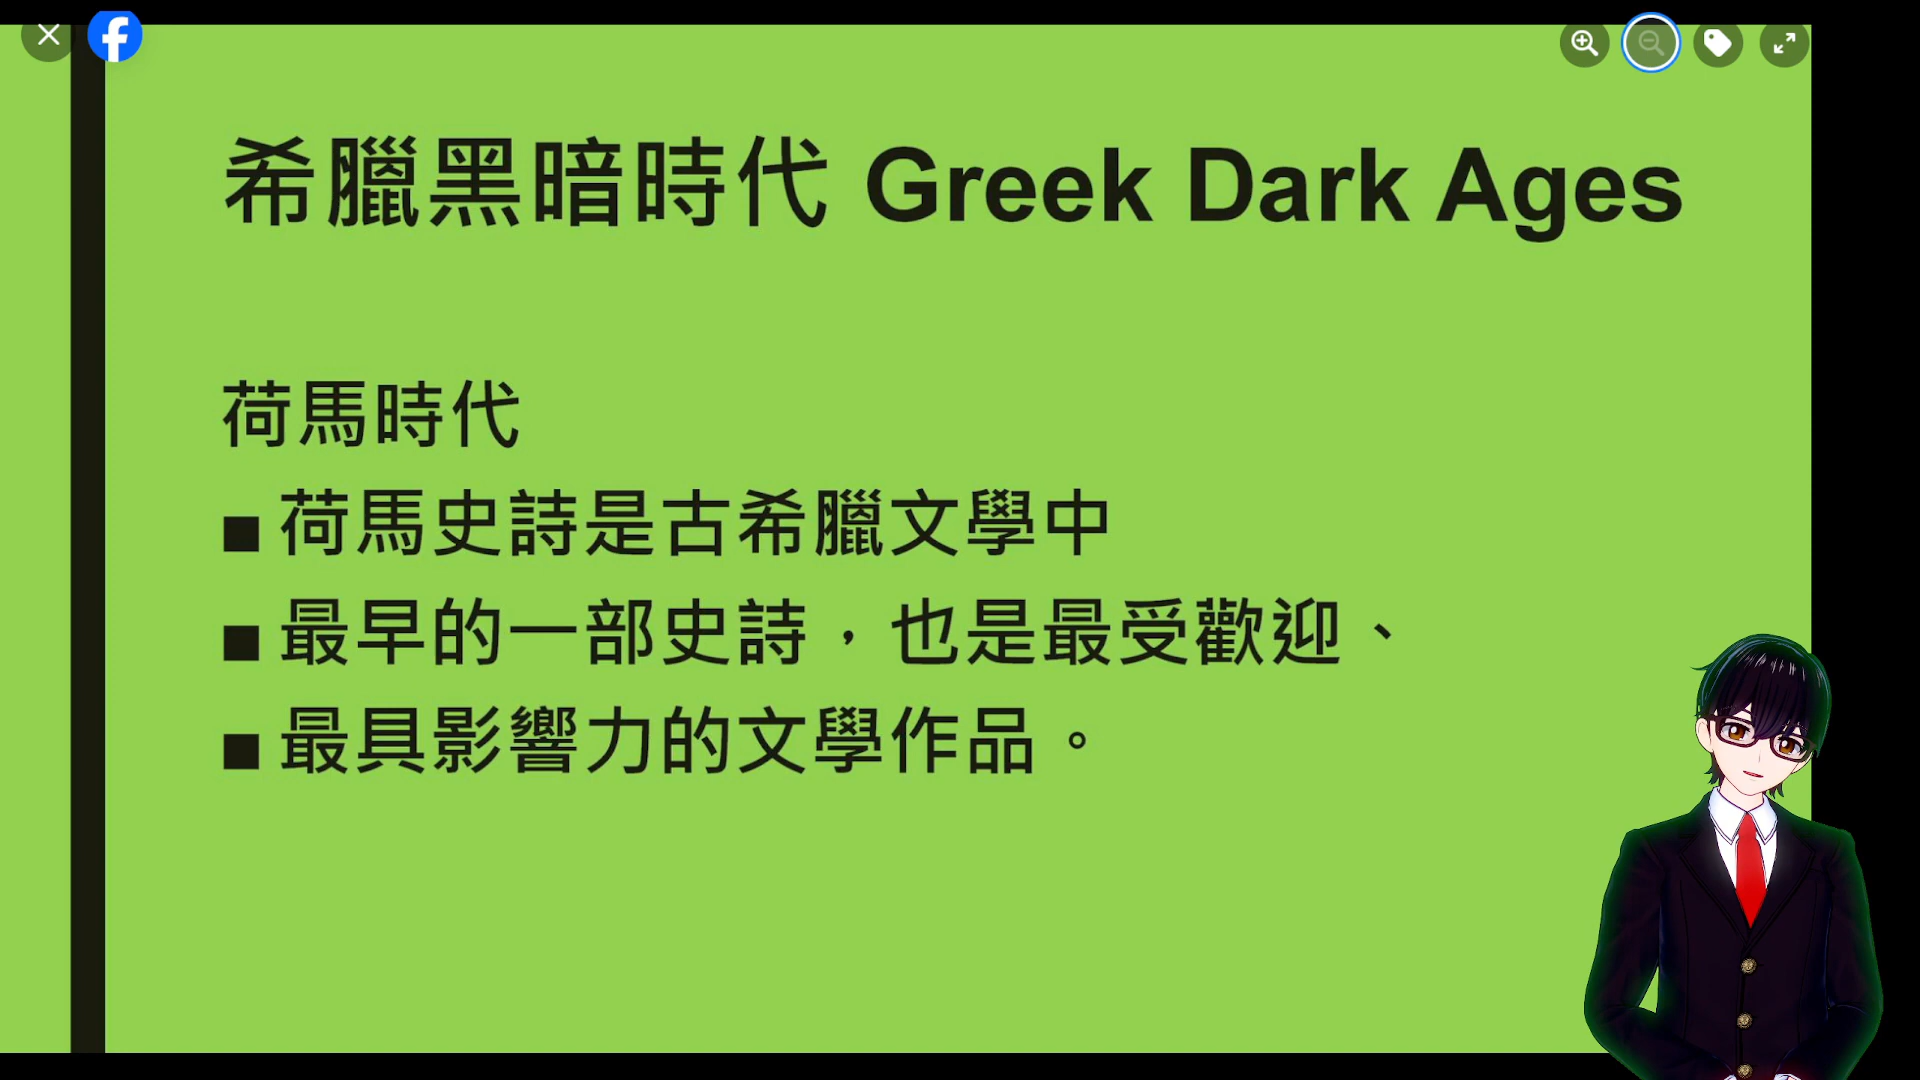 希臘黑暗時代 Greek Dark Ages
荷馬時代
■ 荷馬史詩是古希臘文學中
■ 最早的一部史詩，也是最受歡迎、
■ 最具影響力的文學作品。